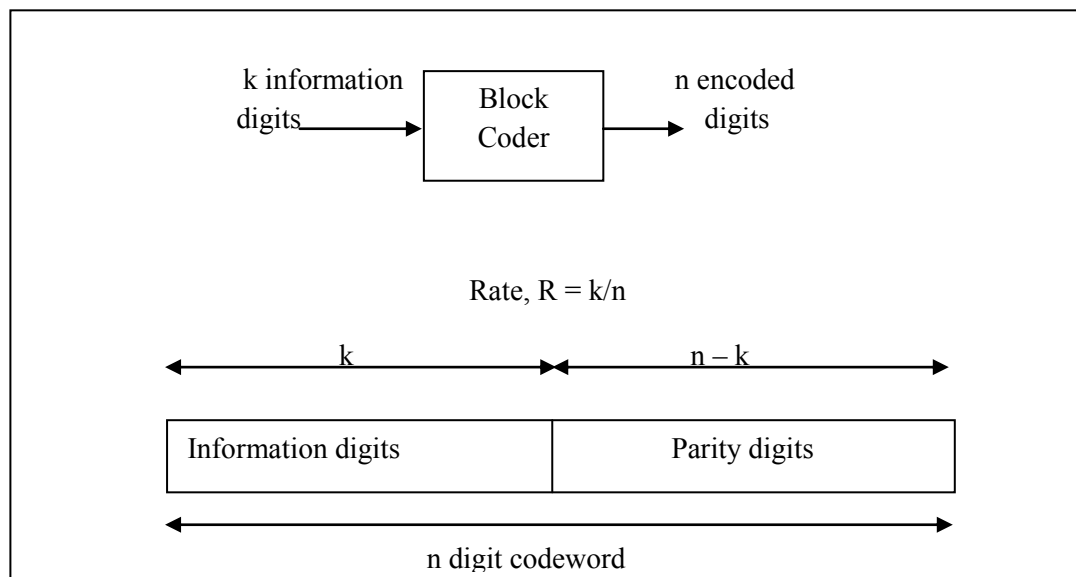 k information
digits
Block
Coder
n encoded
digits
Rate, R = k/n
k
n – k
Information digits
Parity digits
n digit codeword